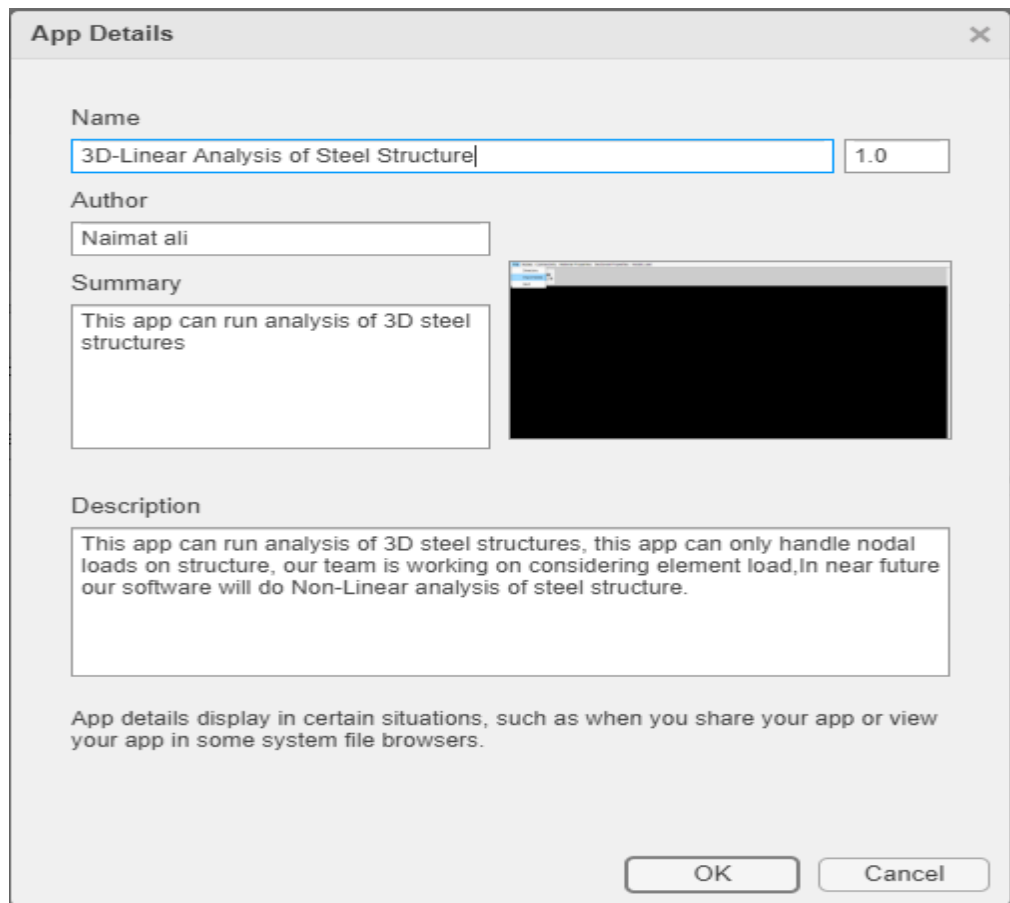 App Details
Name
3D-Linear Analysis of Steel Structure
1.0
Author
Naimat ali
Summary
This app can run analysis of 3D steel
structures
Description
This app can run analysis of 3D steel structures, this app can only handle nodal
loads on structure, our team is working on considering element load,In near future
our software will do Non-Linear analysis of steel structure.
App details display in certain situations, such as when you share your app or view
your app in some system file browsers.
OK
Cancel